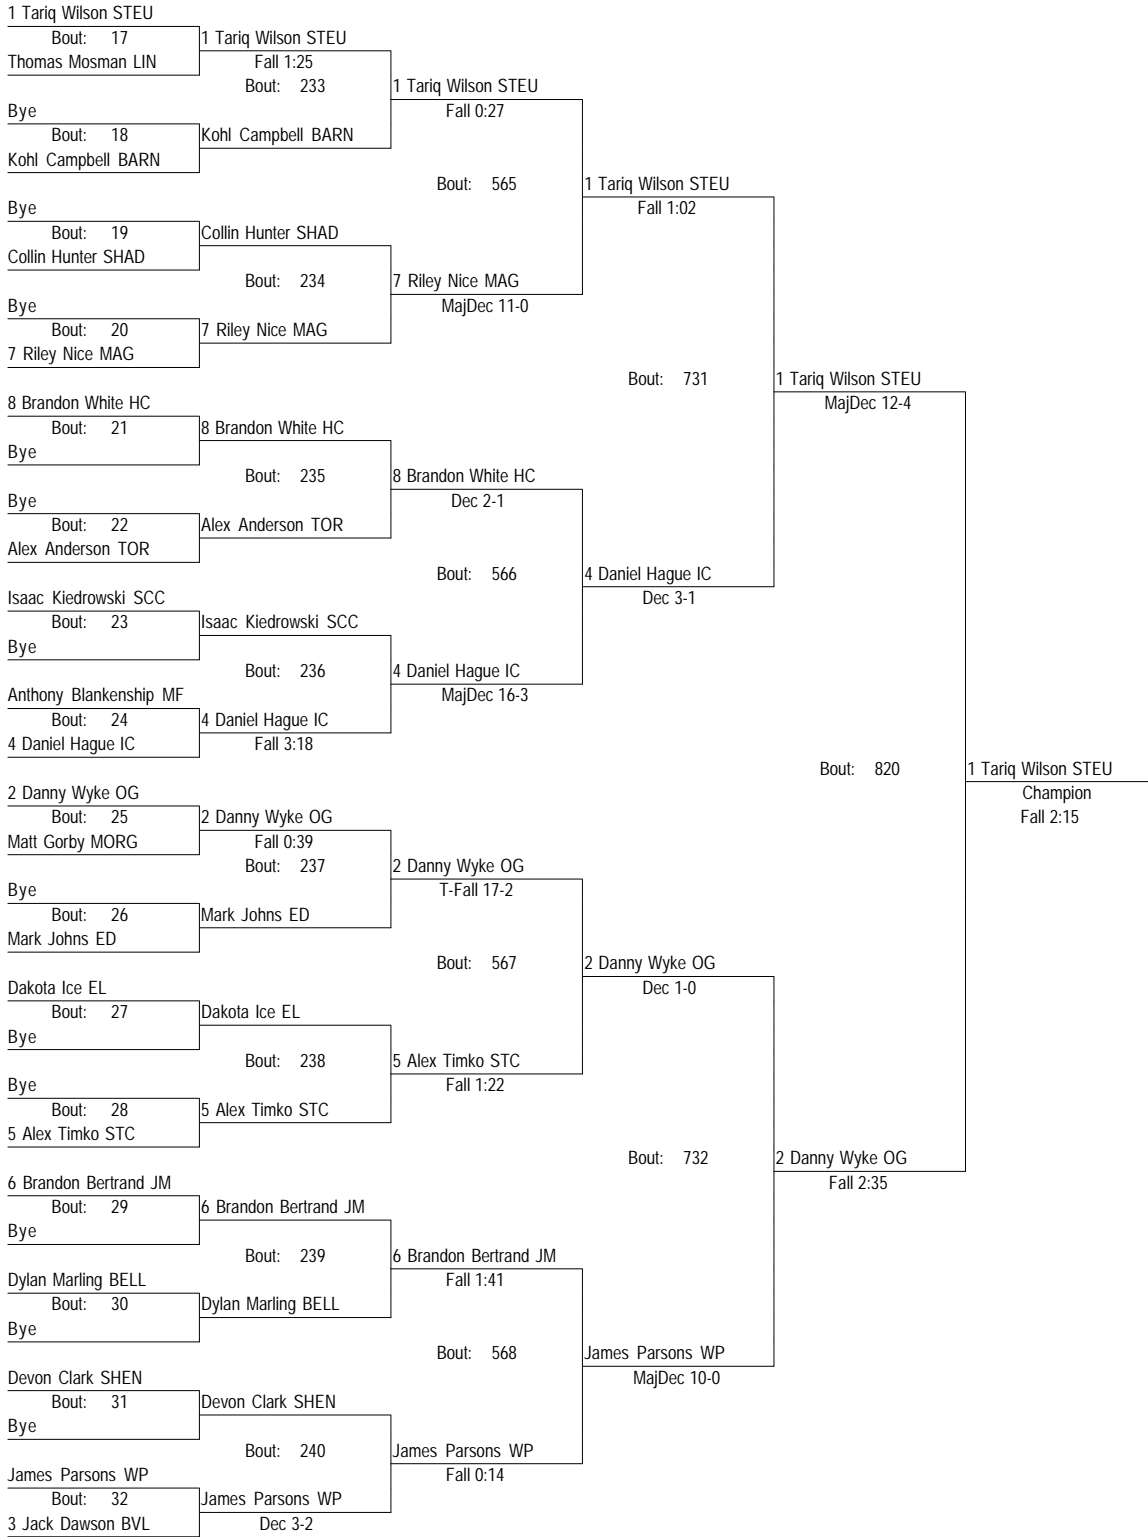 1 Tariq Wilson STEU
Bout: 17
Thomas Mosman LIN
1 Tariq Wilson STEU
Fall 1:25
Bout: 233
1 Tariq Wilson STEU
Fall 0:27
Bye
Bout: 18
Kohl Campbell BARN
Kohl Campbell BARN
Bout: 565
1 Tariq Wilson STEU
Fall 1:02
Bye
Bout: 19
Collin Hunter SHAD
Collin Hunter SHAD
Bout: 234
7 Riley Nice MAG
MajDec 11-0
Bye
Bout: 20
7 Riley Nice MAG
7 Riley Nice MAG
Bout: 731
1 Tariq Wilson STEU
MajDec 12-4
8 Brandon White HC
Bout: 21
Bye
8 Brandon White HC
Bout: 235
8 Brandon White HC
Dec 2-1
Bye
Bout: 22
Alex Anderson TOR
Alex Anderson TOR
Bout: 566
4 Daniel Hague IC
Dec 3-1
Isaac Kiedrowski SCC
Bout: 23
Bye
Isaac Kiedrowski SCC
Bout: 236
4 Daniel Hague IC
MajDec 16-3
Anthony Blankenship MF
Bout: 24
4 Daniel Hague IC
4 Daniel Hague IC
Fall 3:18
Bout: 820
1 Tariq Wilson STEU
Champion
Fall 2:15
2 Danny Wyke OG
Bout: 25
Matt Gorby MORG
2 Danny Wyke OG
Fall 0:39
Bout: 237
2 Danny Wyke OG
T-Fall 17-2
Bye
Bout: 26
Mark Johns ED
Mark Johns ED
Bout: 567
2 Danny Wyke OG
Dec 1-0
Dakota Ice EL
Bout: 27
Bye
Dakota Ice EL
Bout: 238
5 Alex Timko STC
Fall 1:22
Bye
Bout: 28
5 Alex Timko STC
5 Alex Timko STC
Bout: 732
2 Danny Wyke OG
Fall 2:35
6 Brandon Bertrand JM
Bout: 29
Bye
6 Brandon Bertrand JM
Bout: 239
6 Brandon Bertrand JM
Fall 1:41
Dylan Marling BELL
Bout: 30
Bye
Dylan Marling BELL
Bout: 568
James Parsons WP
MajDec 10-0
Devon Clark SHEN
Bout: 31
Bye
Devon Clark SHEN
Bout: 240
James Parsons WP
Fall 0:14
James Parsons WP
Bout: 32
3 Jack Dawson BVL
James Parsons WP
Dec 3-2